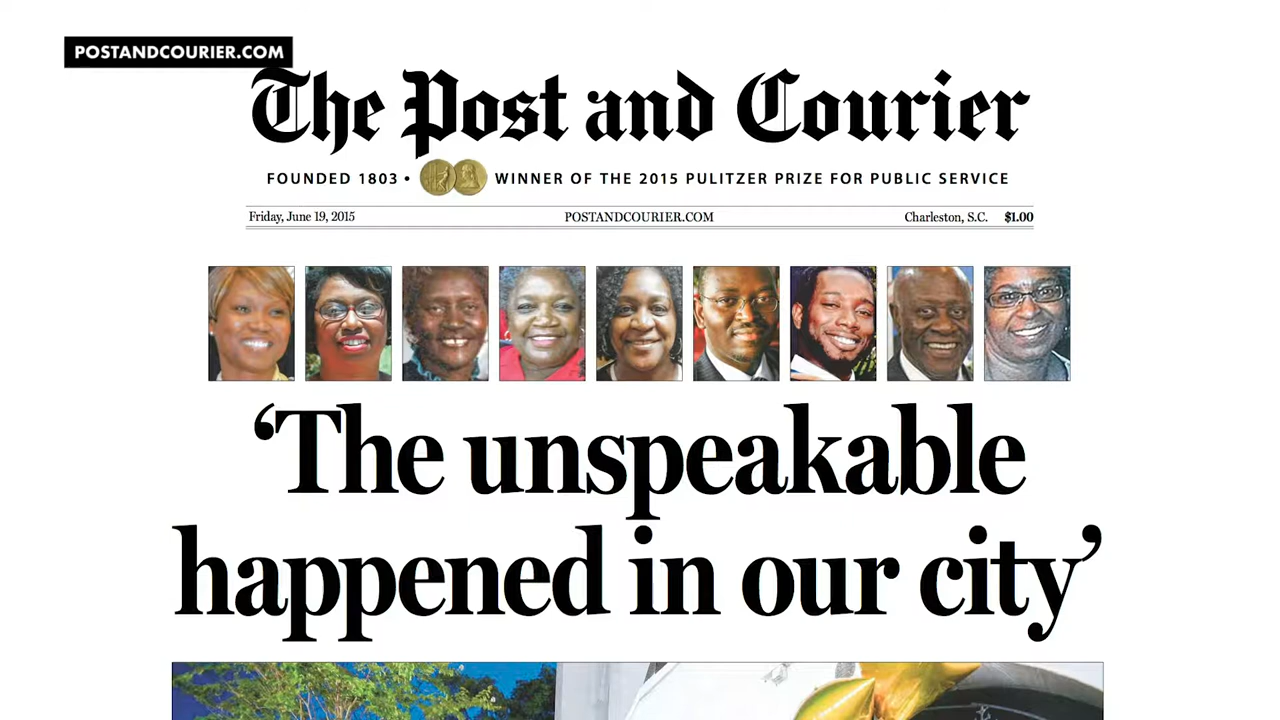 POSTANDCOURIER.COM
The Post and Courier
FOUNDED 1803 • WINNER OF THE 2015 PULITZER PRIZE FOR PUBLIC SERVICE
Friday, June 19, 2015 POSTANDCOURIER.COM Charleston, S.C. $1.00
‘The unspeakable
happened in our city’